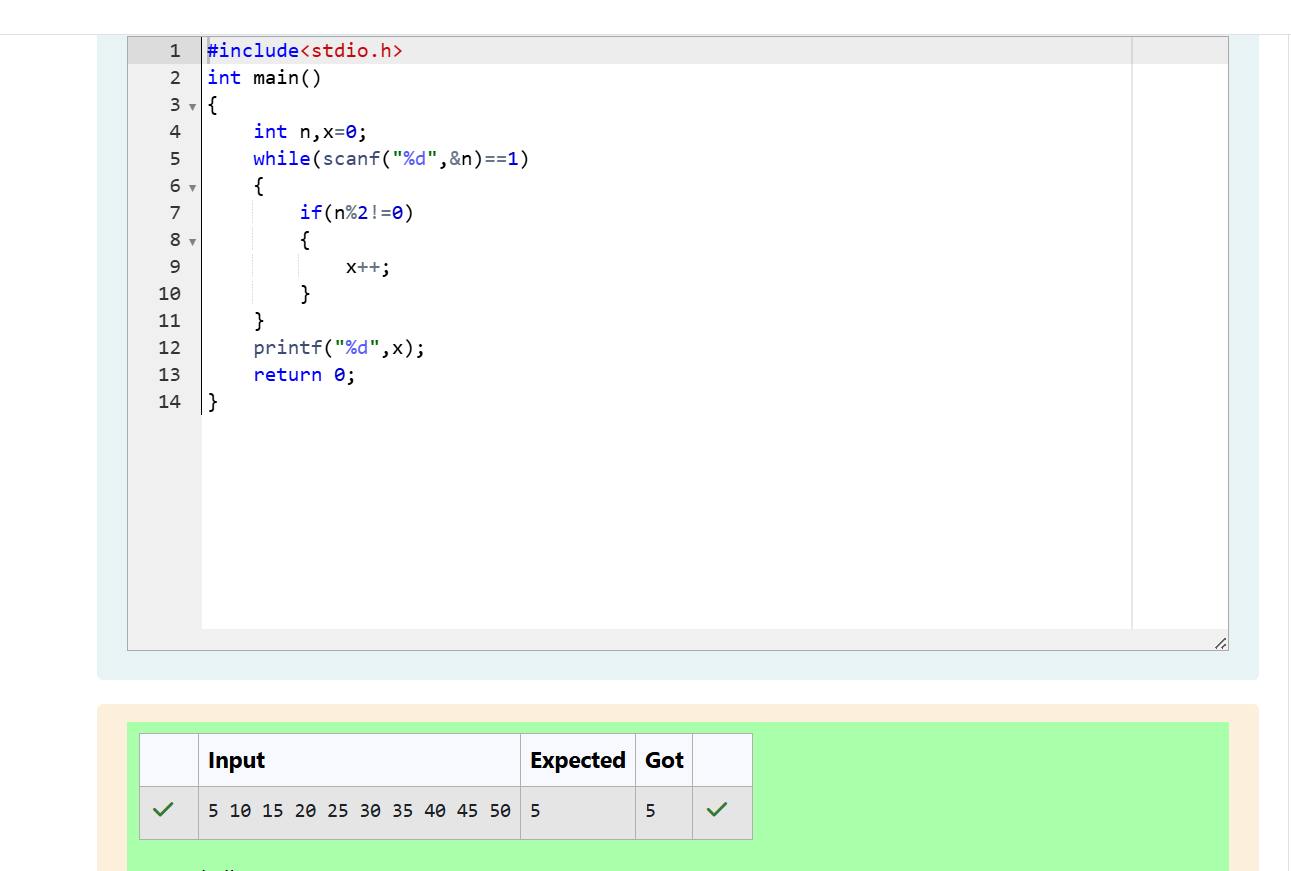 1 #include<stdio.h>
2 int main()
3 {
4     int n,x=0;
5     while(scanf("%d",&n)==1)
6     {
7         if(n%2!=0)
8         {
9             x++;
10         }
11     }
12     printf("%d",x);
13     return 0;
14 }
Input Expected Got
5 10 15 20 25 30 35 40 45 50 5 5